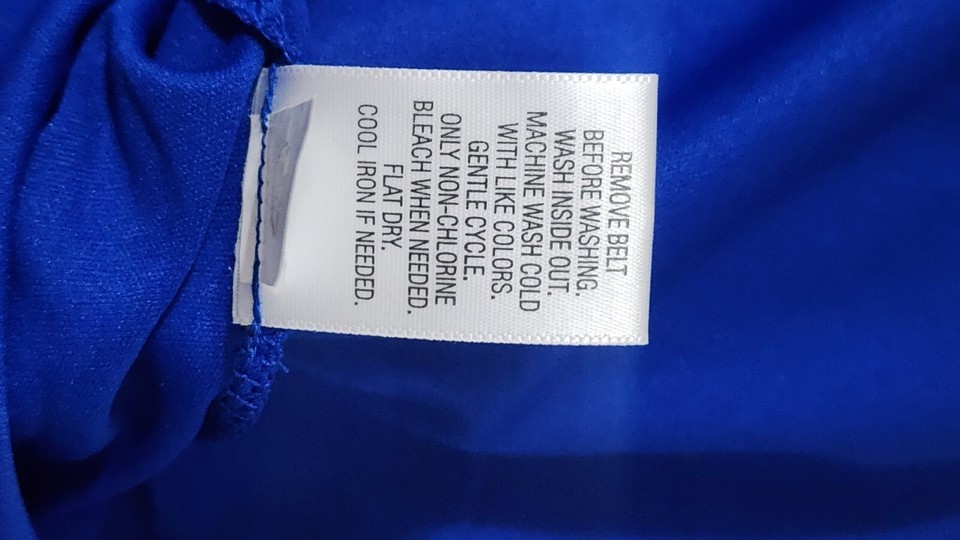 REMOVE BELT
BEFORE WASHING.
WASH INSIDE OUT.
MACHINE WASH COLD
WITH LIKE COLORS.
GENTLE CYCLE.
ONLY NON-CHLORINE
BLEACH WHEN NEEDED.
FLAT DRY.
COOL IRON IF NEEDED.